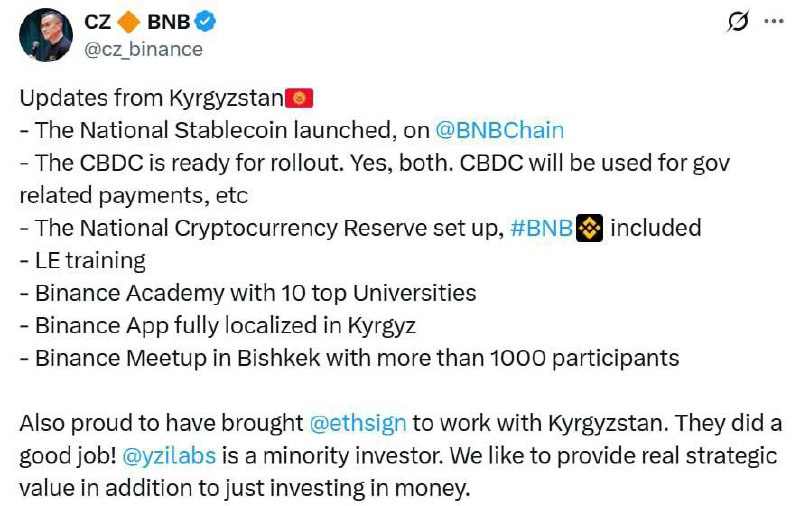 CZ 🔶 BNB
@cz_binance
Updates from Kyrgyzstan🇰🇬
- The National Stablecoin launched, on @BNBChain
- The CBDC is ready for rollout. Yes, both. CBDC will be used for gov
related payments, etc
- The National Cryptocurrency Reserve set up, #BNB included
- LE training
- Binance Academy with 10 top Universities
- Binance App fully localized in Kyrgyz
- Binance Meetup in Bishkek with more than 1000 participants
Also proud to have brought @ethsign to work with Kyrgyzstan. They did a
good job! @yzilabs is a minority investor. We like to provide real strategic
value in addition to just investing in money.